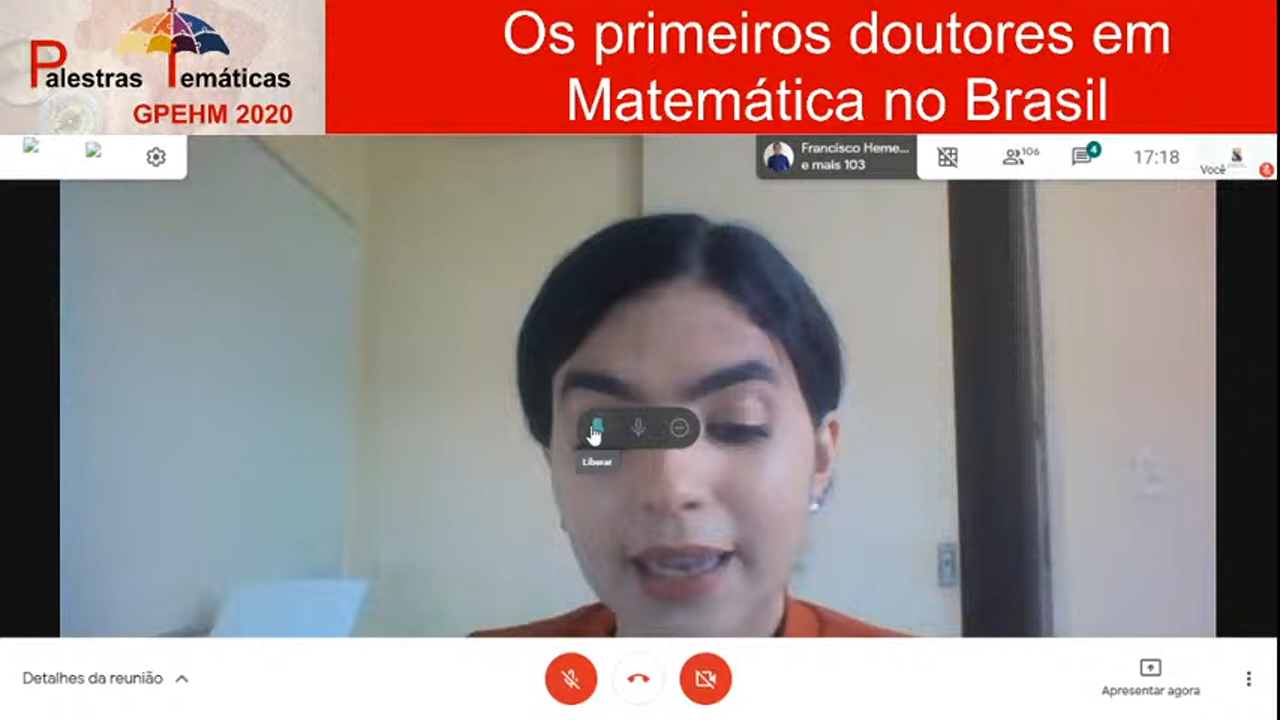 Palestras Temáticas
GPEHM 2020
Os primeiros doutores em
Matemática no Brasil
Francisco Heme...
e mais 103
106
4
17:18
Você
Liberar
Detalhes da reunião
Apresentar agora